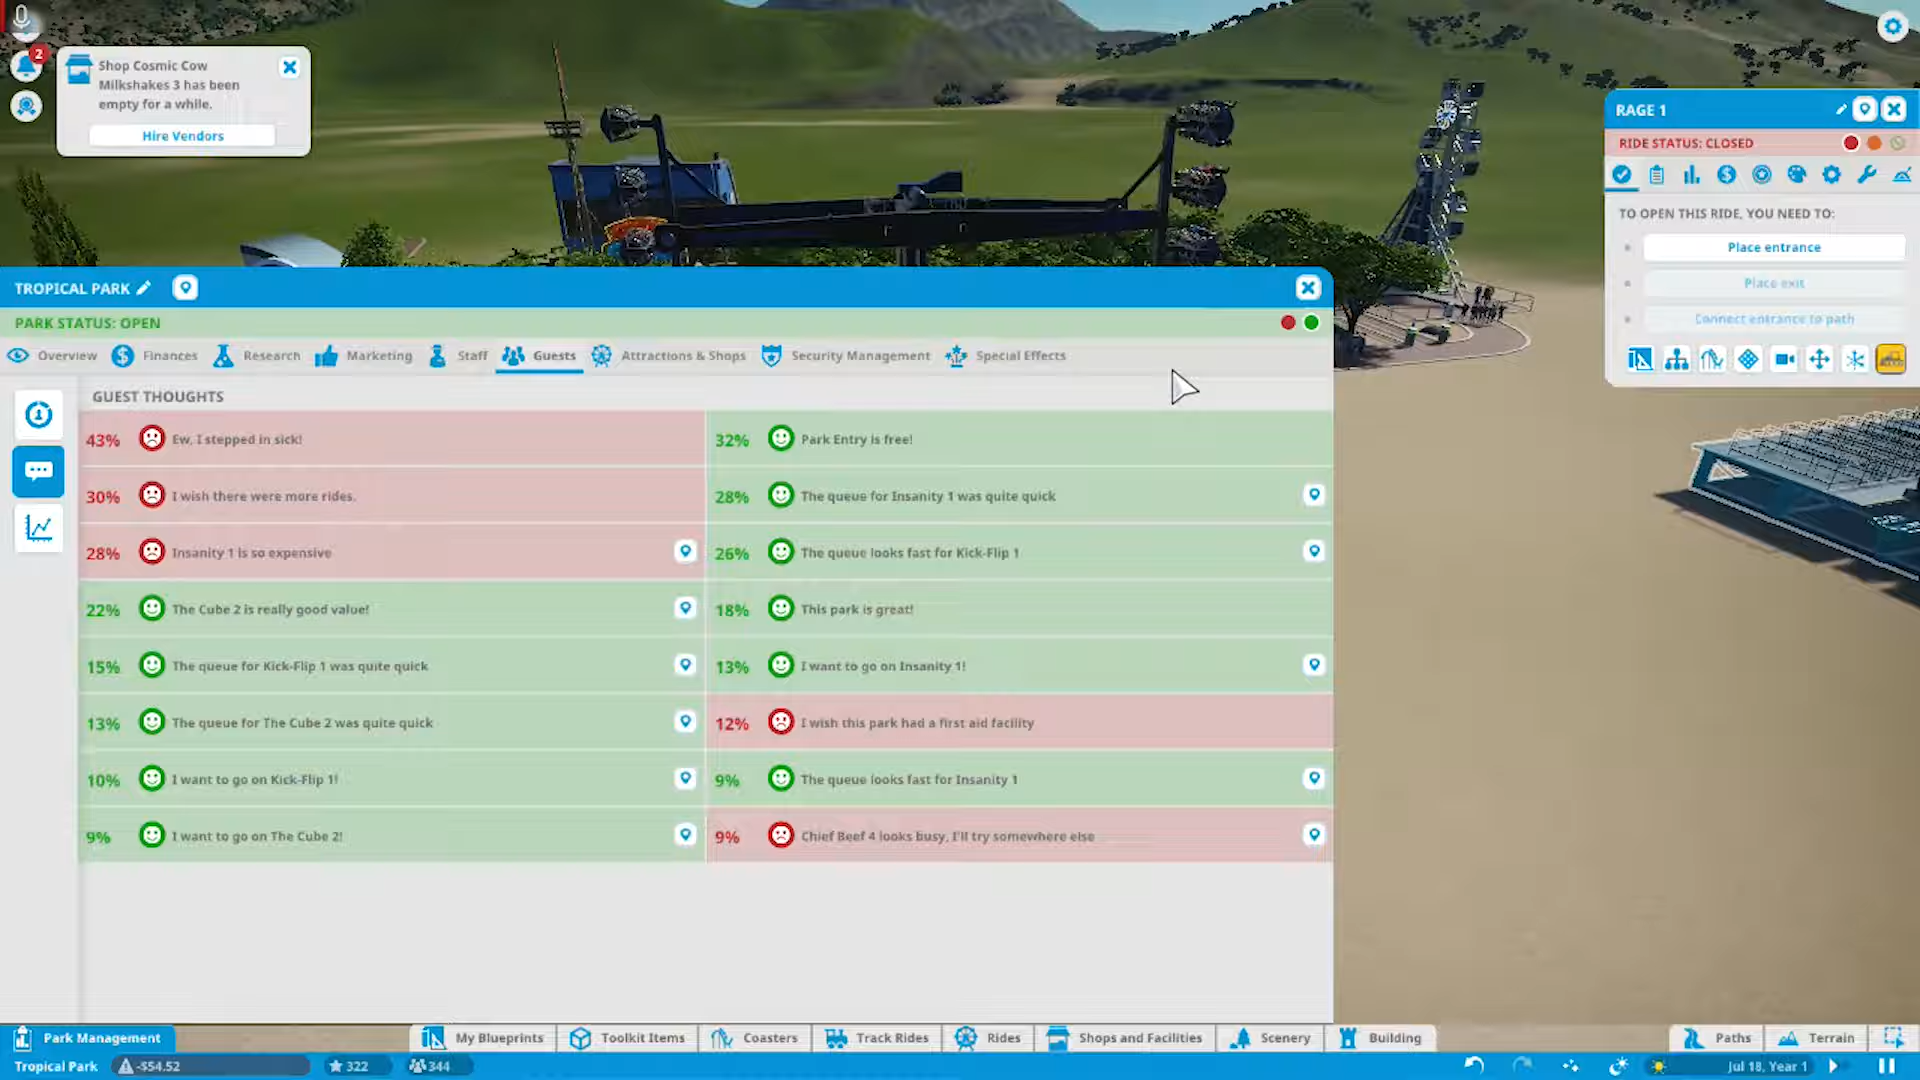 2
Shop Cosmic Cow
Milkshakes 3 has been
empty for a while.
Hire Vendors
RAGE 1
RIDE STATUS: CLOSED
TO OPEN THIS RIDE, YOU NEED TO:
Place entrance
Place exit
Connect entrance to path
TROPICAL PARK
PARK STATUS: OPEN
Overview Finances Research Marketing Staff Guests Attractions & Shops Security Management Special Effects
GUEST THOUGHTS
43% Ew, I stepped in sick! 32% Park Entry is free!
30% I wish there were more rides. 28% The queue for Insanity 1 was quite quick
28% Insanity 1 is so expensive 26% The queue looks fast for Kick-Flip 1
22% The Cube 2 is really good value! 18% This park is great!
15% The queue for Kick-Flip 1 was quite quick 13% I want to go on Insanity 1!
13% The queue for The Cube 2 was quite quick 12% I wish this park had a first aid facility
10% I want to go on Kick-Flip 1! 9% The queue looks fast for Insanity 1
9% I want to go on The Cube 2! 9% Chief Beef 4 looks busy, I'll try somewhere else
Park Management My Blueprints Toolkit Items Coasters Track Rides Rides Shops and Facilities Scenery Building Paths Terrain
Tropical Park -$54.52 322 344 Jul 18, Year 1